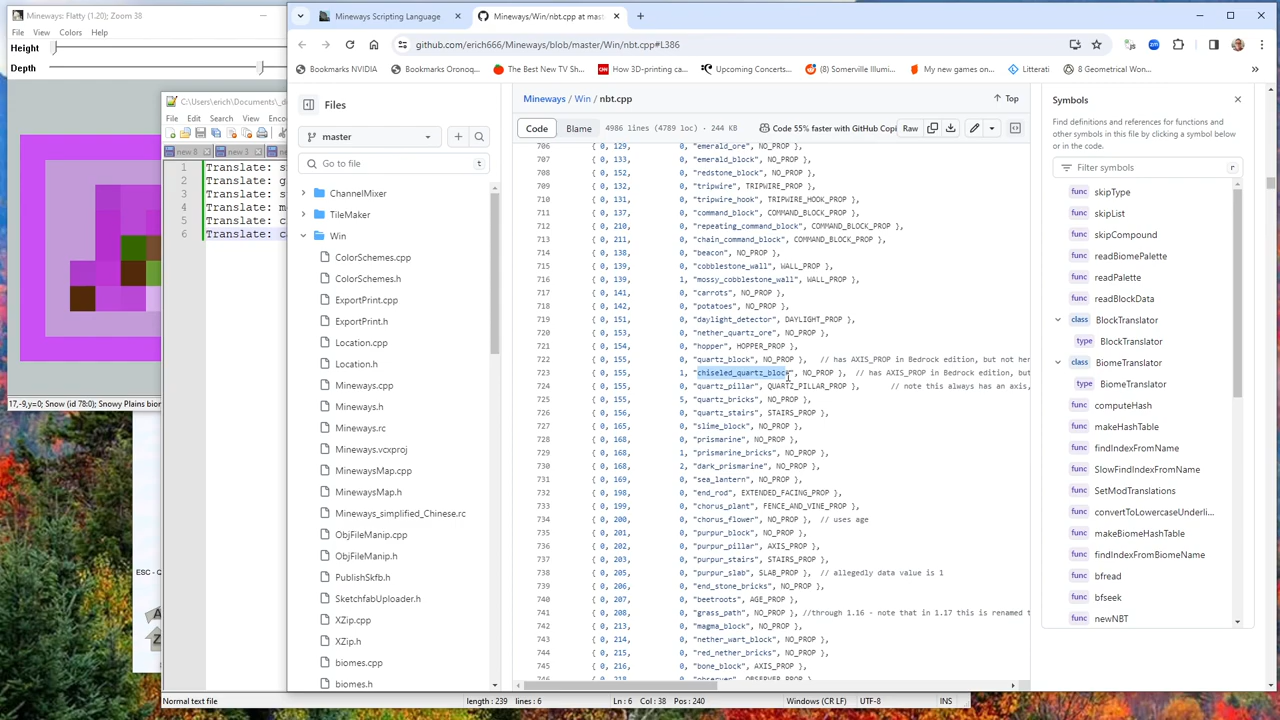 Mineways: Flatty (1.20); Zoom 38
File View Colors Help
Height
Depth
17,-9,y=0; Snow (id 78:0) Snowy Plains biom
ESC - C
A
Z
C:\Users\erich\Documents\_d
File Edit Search View Enco
new 8
new 3
1 Translate: s
2 Translate: g
3 Translate: s
4 Translate: m
5 Translate: c
6 Translate: c
Normal text file
length : 239 lines : 6
Ln : 6 Col : 38 Pos : 240
Windows (CR LF)
UTF-8
INS
Mineways Scripting Language
Mineways/Win/nbt.cpp at mast
github.com/erich666/Mineways/blob/master/Win/nbt.cpp#L386
Bookmarks NVIDIA
Bookmarks Oronoq...
The Best New TV Sh...
How 3D-printing ca...
Upcoming Concerts...
(8) Somerville Illumi...
My new games on...
Litterati
8 Geometrical Won...
Files
master
Go to file
t
ChannelMixer
TileMaker
Win
ColorSchemes.cpp
ColorSchemes.h
ExportPrint.cpp
ExportPrint.h
Location.cpp
Location.h
Mineways.cpp
Mineways.h
Mineways.rc
Mineways.vcxproj
MinewaysMap.cpp
MinewaysMap.h
Mineways_simplified_Chinese.rc
ObjFileManip.cpp
ObjFileManip.h
PublishSkfb.h
SketchfabUploader.h
XZip.cpp
XZip.h
biomes.cpp
biomes.h
Mineways / Win / nbt.cpp
Top
Code Blame 4986 lines (4789 loc) · 244 KB Code 55% faster with GitHub Copi Raw
706 { 0, 129, 0, "emerald_ore", NO_PROP },
707 { 0, 133, 0, "emerald_block", NO_PROP },
708 { 0, 152, 0, "redstone_block", NO_PROP },
709 { 0, 132, 0, "tripwire", TRIPWIRE_PROP },
710 { 0, 131, 0, "tripwire_hook", TRIPWIRE_HOOK_PROP },
711 { 0, 137, 0, "command_block", COMMAND_BLOCK_PROP },
712 { 0, 210, 0, "repeating_command_block", COMMAND_BLOCK_PROP },
713 { 0, 211, 0, "chain_command_block", COMMAND_BLOCK_PROP },
714 { 0, 138, 0, "beacon", NO_PROP },
715 { 0, 139, 0, "cobblestone_wall", WALL_PROP },
716 { 0, 139, 1, "mossy_cobblestone_wall", WALL_PROP },
717 { 0, 141, 0, "carrots", NO_PROP },
718 { 0, 142, 0, "potatoes", NO_PROP },
719 { 0, 151, 0, "daylight_detector", DAYLIGHT_PROP },
720 { 0, 153, 0, "nether_quartz_ore", NO_PROP },
721 { 0, 154, 0, "hopper", HOPPER_PROP },
722 { 0, 155, 0, "quartz_block", NO_PROP }, // has AXIS_PROP in Bedrock edition, but not her
723 { 0, 155, 1, "chiseled_quartz_block", NO_PROP }, // has AXIS_PROP in Bedrock edition, but
724 { 0, 155, 0, "quartz_pillar", QUARTZ_PILLAR_PROP }, // note this always has an axis,
725 { 0, 155, 5, "quartz_bricks", NO_PROP },
726 { 0, 156, 0, "quartz_stairs", STAIRS_PROP },
727 { 0, 165, 0, "slime_block", NO_PROP },
728 { 0, 168, 0, "prismarine", NO_PROP },
729 { 0, 168, 1, "prismarine_bricks", NO_PROP },
730 { 0, 168, 2, "dark_prismarine", NO_PROP },
731 { 0, 169, 0, "sea_lantern", NO_PROP },
732 { 0, 198, 0, "end_rod", EXTENDED_FACING_PROP },
733 { 0, 199, 0, "chorus_plant", FENCE_AND_VINE_PROP },
734 { 0, 200, 0, "chorus_flower", NO_PROP }, // uses age
735 { 0, 201, 0, "purpur_block", NO_PROP },
736 { 0, 202, 0, "purpur_pillar", AXIS_PROP },
737 { 0, 203, 0, "purpur_stairs", STAIRS_PROP },
738 { 0, 205, 0, "purpur_slab", SLAB_PROP }, // allegedly data value is 1
739 { 0, 206, 0, "end_stone_bricks", NO_PROP },
740 { 0, 207, 0, "beetroots", AGE_PROP },
741 { 0, 208, 0, "grass_path", NO_PROP }, //through 1.16 - note that in 1.17 this is renamed t
742 { 0, 213, 0, "magma_block", NO_PROP },
743 { 0, 214, 0, "nether_wart_block", NO_PROP },
744 { 0, 215, 0, "red_nether_bricks", NO_PROP },
745 { 0, 216, 0, "bone_block", AXIS_PROP },
Symbols
Find definitions and references for functions and
other symbols in this file by clicking a symbol below
or in the code.
Filter symbols
r
func skipType
func skipList
func skipCompound
func readBiomePalette
func readPalette
func readBlockData
class BlockTranslator
type BlockTranslator
class BiomeTranslator
type BiomeTranslator
func computeHash
func makeHashTable
func findIndexFromName
func SlowFindIndexFromName
func SetModTranslations
func convertToLowercaseUnderli...
func makeBiomeHashTable
func findIndexFromBiomeName
func bfread
func bfseek
func newNBT